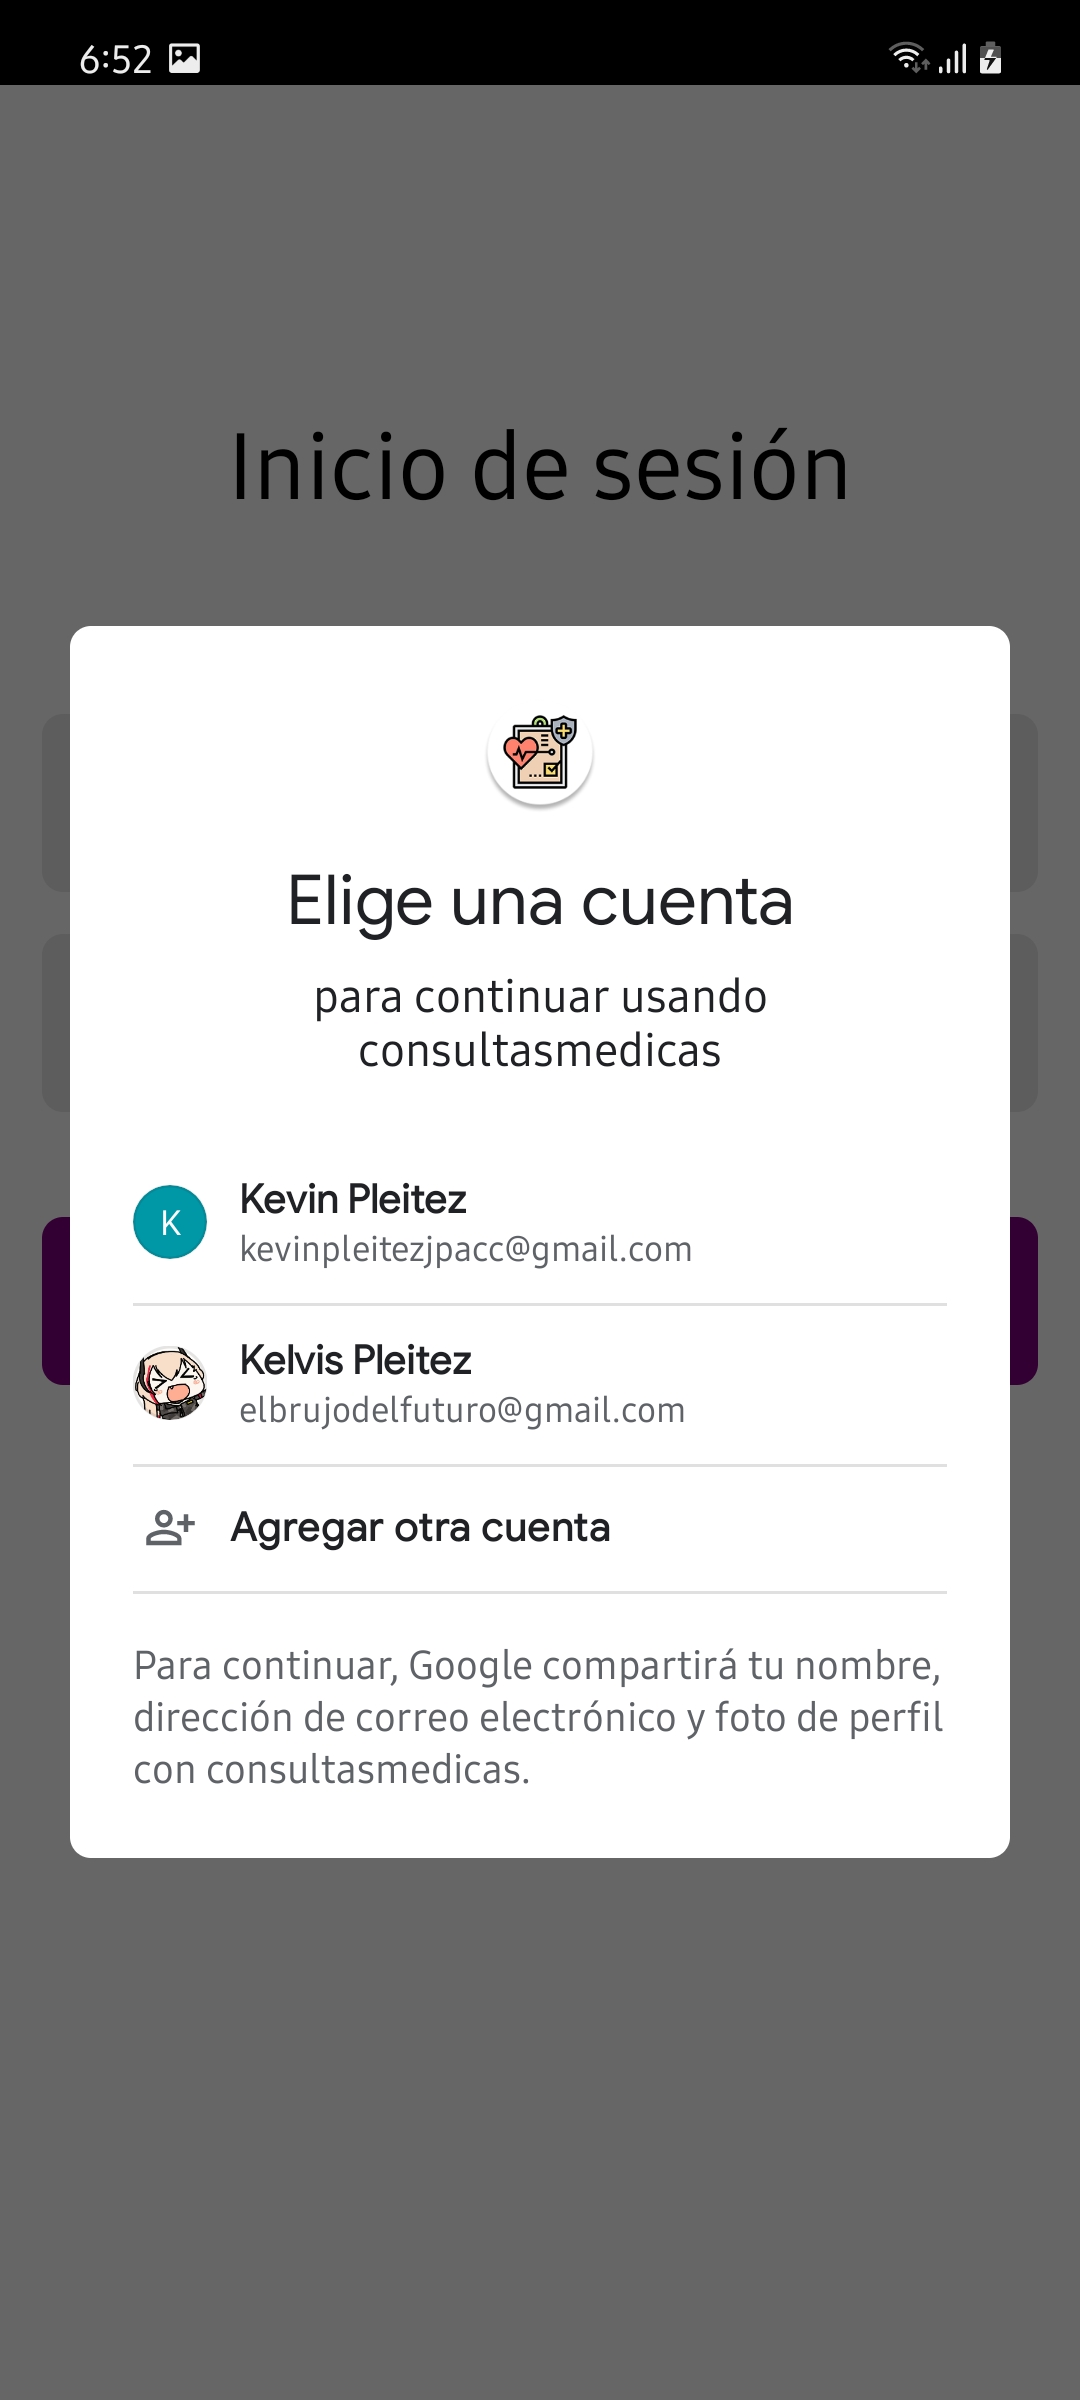 6:52
Inicio de sesión
Elige una cuenta
para continuar usando
consultasmedicas
K
Kevin Pleitez
kevinpleitezjpacc@gmail.com
Kelvis Pleitez
elbrujodelfuturo@gmail.com
Agregar otra cuenta
Para continuar, Google compartirá tu nombre,
dirección de correo electrónico y foto de perfil
con consultasmedicas.